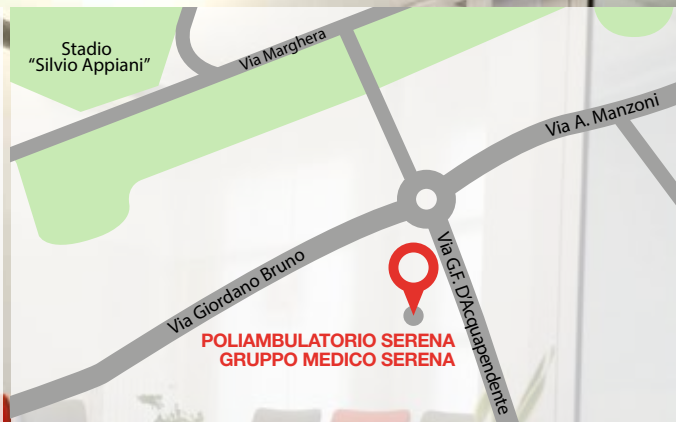 Stadio
“Silvio Appiani”
Via Marghera
Via A. Manzoni
Via Giordano Bruno
Via G.F. D'Acquapendente
POLIAMBULATORIO SERENA
GRUPPO MEDICO SERENA